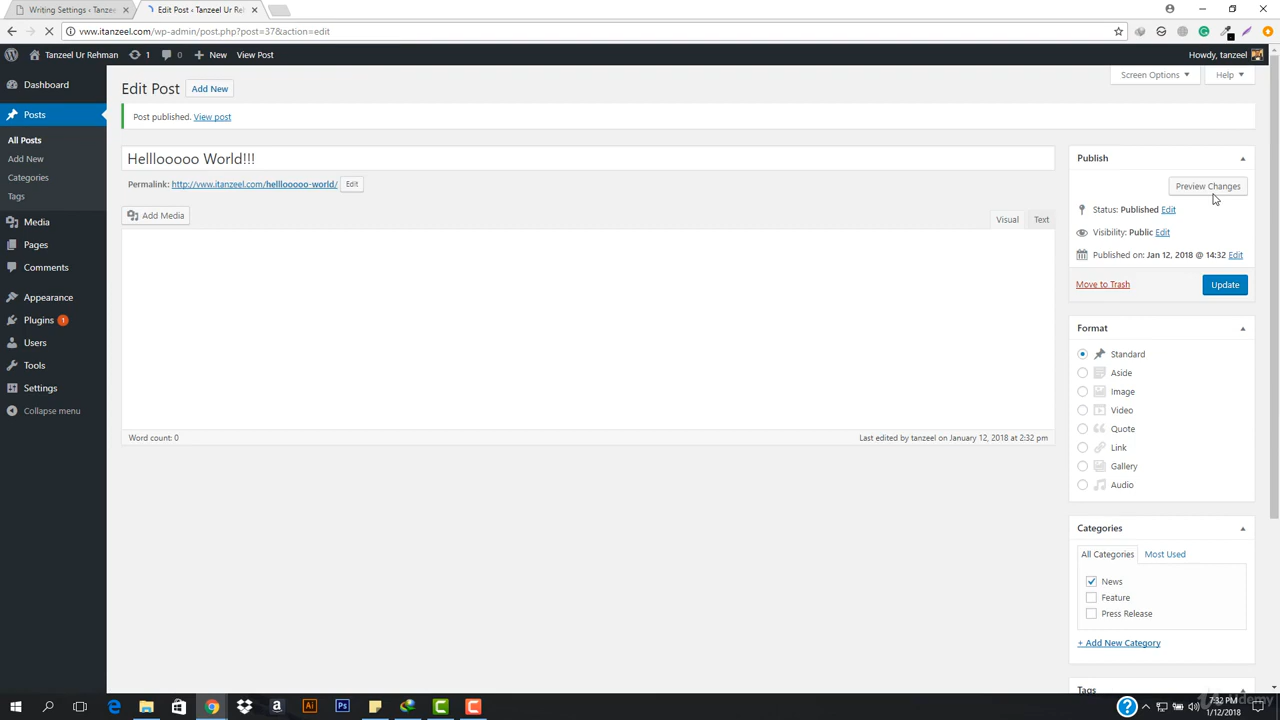 Writing Settings ‹ Tanzee
Edit Post ‹ Tanzeel Ur Re
www.itanzeel.com/wp-admin/post.php?post=37&action=edit
Tanzeel Ur Rehman
1
0
New
View Post
Howdy, tanzeel
Dashboard
Posts
All Posts
Add New
Categories
Tags
Media
Pages
Comments
Appearance
Plugins 1
Users
Tools
Settings
Collapse menu
Screen Options
Help
Edit Post
Add New
Post published. View post
Hellooooo World!!!
Permalink: http://www.itanzeel.com/hellooooo-world/ Edit
Add Media
Visual
Text
Word count: 0
Last edited by tanzeel on January 12, 2018 at 2:32 pm
Publish
Preview Changes
Status: Published Edit
Visibility: Public Edit
Published on: Jan 12, 2018 @ 14:32 Edit
Move to Trash
Update
Format
Standard
Aside
Image
Video
Quote
Link
Gallery
Audio
Categories
All Categories
Most Used
News
Feature
Press Release
+ Add New Category
Tags
Ai
Ps
7:32 PM
1/12/2018
Udemy